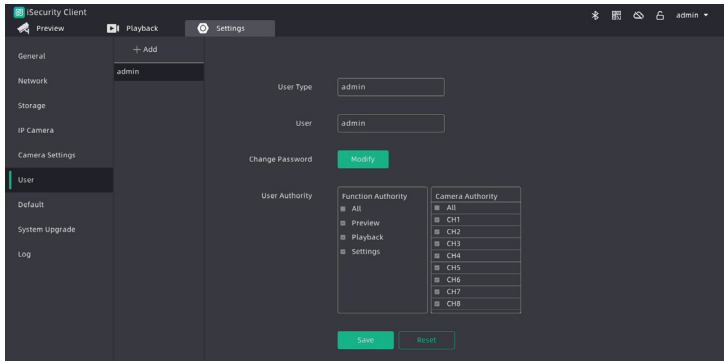 iSecurity Client
Preview
Playback
Settings
admin
General
Network
Storage
IP Camera
Camera Settings
User
Default
System Upgrade
Log
+ Add
admin
User Type admin
User admin
Change Password Modify
User Authority
Function Authority
All
Preview
Playback
Settings
Camera Authority
All
CH1
CH2
CH3
CH4
CH5
CH6
CH7
CH8
Save Reset